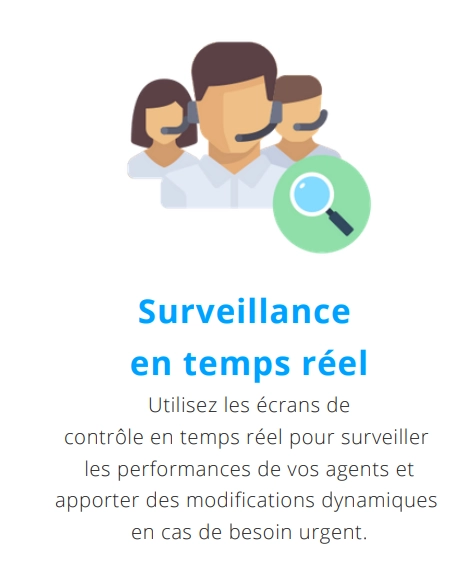 Surveillance
en temps réel
Utilisez les écrans de
contrôle en temps réel pour surveiller
les performances de vos agents et
apporter des modifications dynamiques
en cas de besoin urgent.